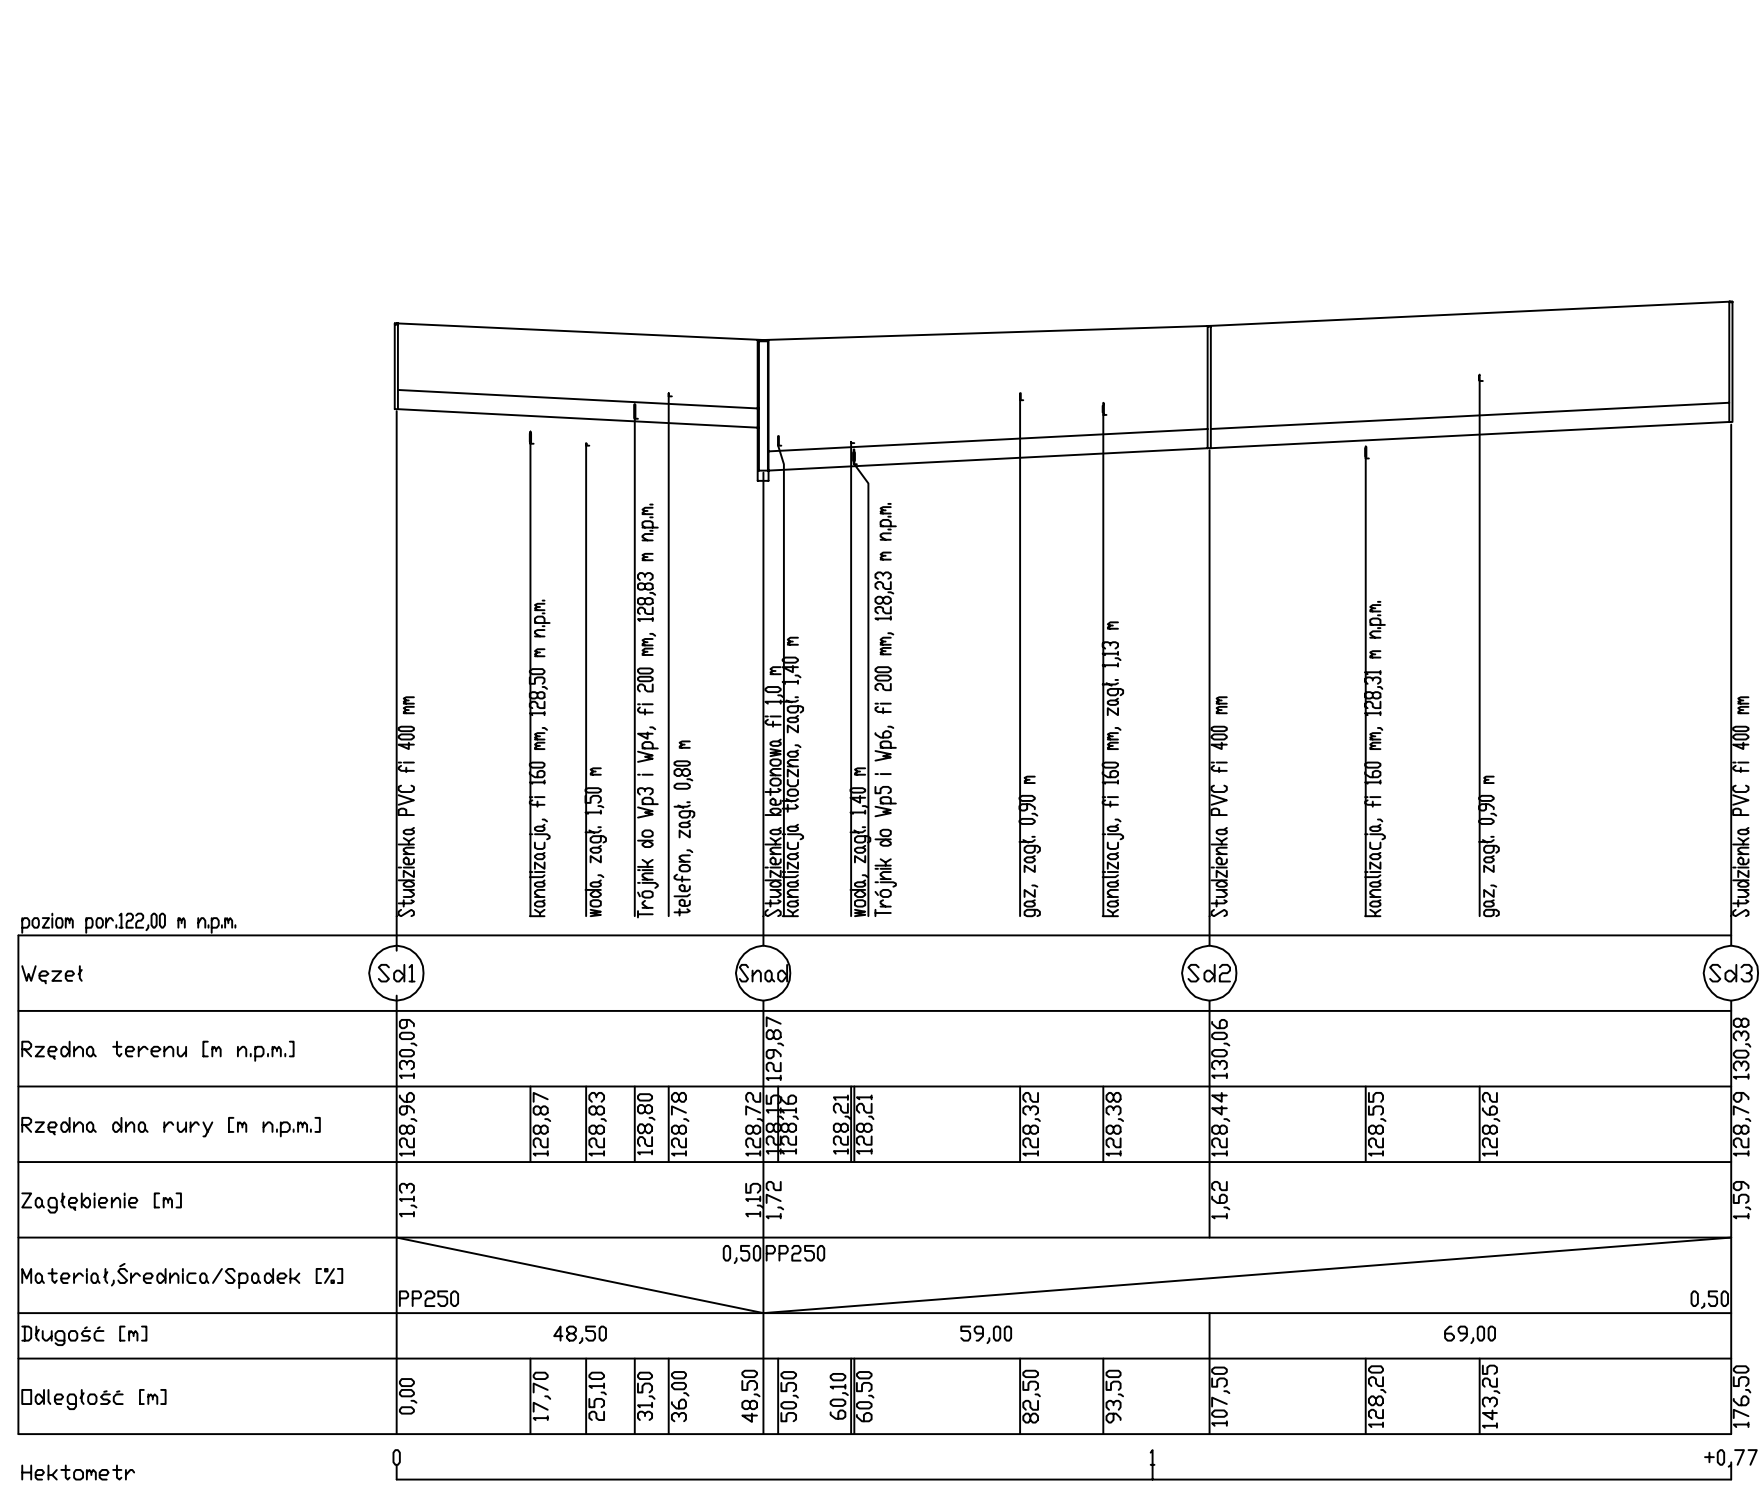 Studzienka PVC fi 400 mm
kanalizacja, fi 160 mm, 128,50 m n.p.m.
woda, zagł. 1,50 m
Trójnik do Wp3 i Wp4, fi 200 mm, 128,83 m n.p.m.
telefon, zagł. 0,80 m
Studzienka betonowa fi 1,0 m
kanalizacja tłoczna, zagł. 1,40 m
woda, zagł. 1,40 m
Trójnik do Wp5 i Wp6, fi 200 mm, 128,23 m n.p.m.
gaz, zagł. 0,90 m
kanalizacja, fi 160 mm, zagł. 1,13 m
Studzienka PVC fi 400 mm
kanalizacja, fi 160 mm, 128,31 m n.p.m.
gaz, zagł. 0,90 m
Studzienka PVC fi 400 mm
poziom por.122,00 m n.p.m.
Węzeł Sd1 Snad Sd2 Sd3
Rzędna terenu [m n.p.m.] 130,09 129,87 130,06 130,38
Rzędna dna rury [m n.p.m.] 128,96 128,87 128,83 128,80 128,78 128,72 128,15 128,16 128,21 128,21 128,32 128,38 128,44 128,55 128,62 128,79
Zagłębienie [m] 1,13 1,15 1,72 1,62 1,59
0,50 PP250
Materiał,Średnica/Spadek [%]
PP250 0,50
Długość [m] 48,50 59,00 69,00
Odległość [m] 0,00 17,70 25,10 31,50 36,00 48,50 50,50 60,10 60,50 82,50 93,50 107,50 128,20 143,25 176,50
0 1 +0,77
Hektometr